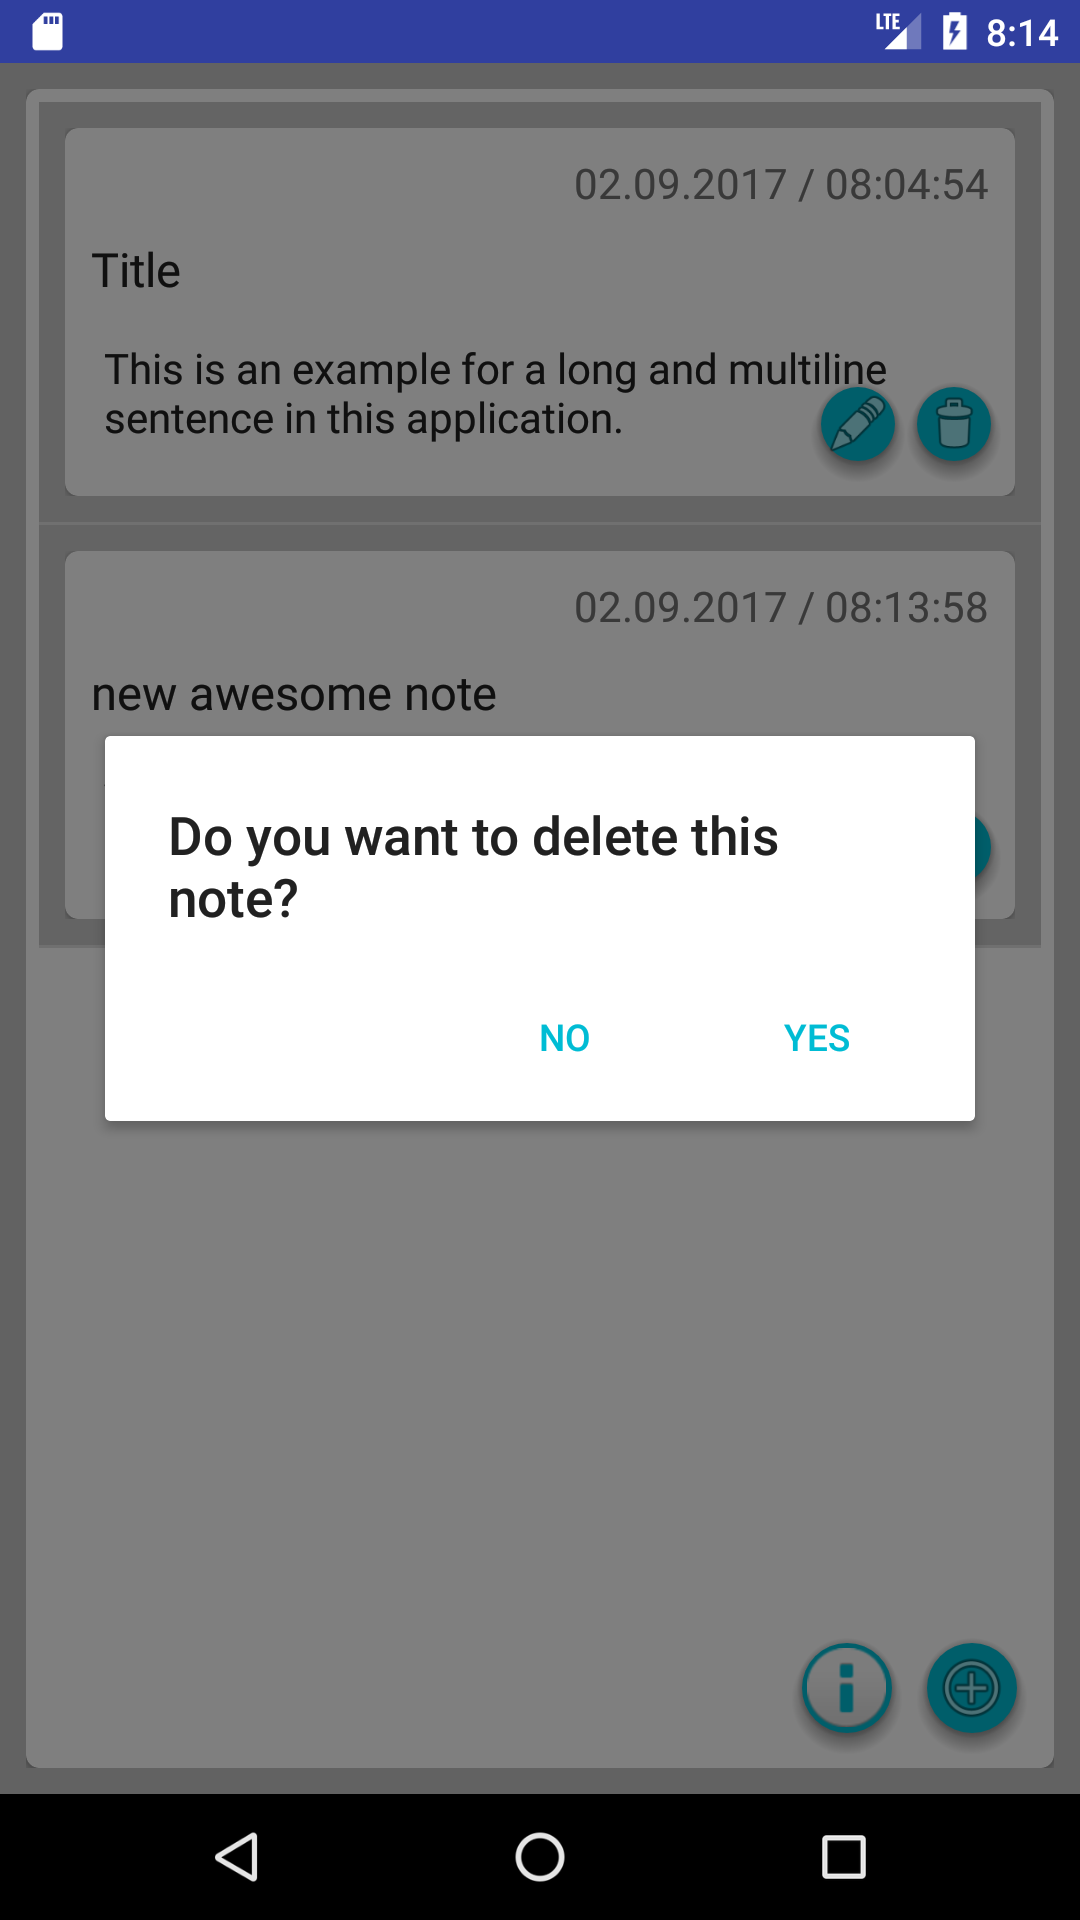 LTE 8:14
02.09.2017 / 08:04:54
Title
This is an example for a long and multiline
sentence in this application.
02.09.2017 / 08:13:58
new awesome note
Do you want to delete this
note?
NO YES